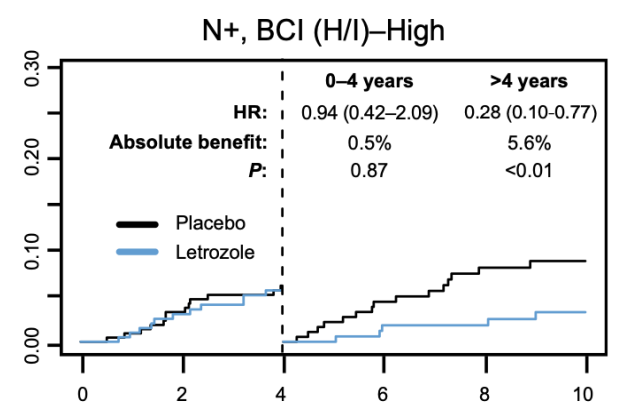 N+, BCI (H/I)–High
0–4 years >4 years
HR: 0.94 (0.42–2.09) 0.28 (0.10-0.77)
Absolute benefit: 0.5% 5.6%
P: 0.87 <0.01
Placebo
Letrozole
0.30
0.20
0.10
0.00
0 2 4 6 8 10